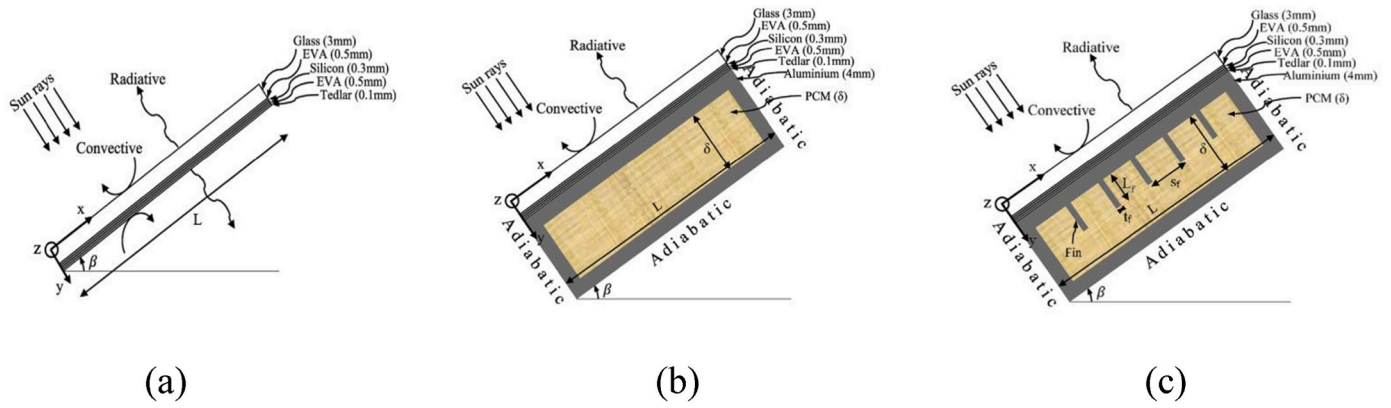 Glass (3mm)
EVA (0.5mm)
Silicon (0.3mm)
EVA (0.5mm)
Tedlar (0.1mm)
Radiative
Sun rays
Convective
x
z
y
L
β
(a)
Glass (3mm)
EVA (0.5mm)
Silicon (0.3mm)
EVA (0.5mm)
Tedlar (0.1mm)
Aluminium (4mm)
PCM (δ)
Radiative
Sun rays
Convective
Adiabatic
x
z
y
δ
L
Adiabatic
Adiabatic
β
(b)
Glass (3mm)
EVA (0.5mm)
Silicon (0.3mm)
EVA (0.5mm)
Tedlar (0.1mm)
Aluminium (4mm)
PCM (δ)
Radiative
Sun rays
Convective
Adiabatic
x
z
y
δ
Lf
sf
tf
L
Fin
Adiabatic
Adiabatic
β
(c)